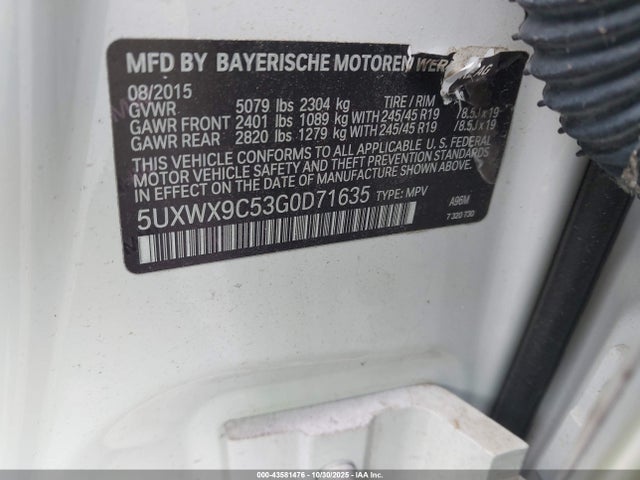 MFD BY BAYERISCHE MOTOREN WERKE AG
08/2015
GVWR 5079 lbs 2304 kg TIRE / RIM
GAWR FRONT 2401 lbs 1089 kg WITH 245/45 R19 /8.5J x 19
GAWR REAR 2820 lbs 1279 kg WITH 245/45 R19 /8.5J x 19
THIS VEHICLE CONFORMS TO ALL APPLICABLE U. S. FEDERAL
MOTOR VEHICLE SAFETY AND THEFT PREVENTION STANDARDS
IN EFFECT ON THE DATE OF MANUFACTURE SHOWN ABOVE.
5UXWX9C53G0D71635 TYPE: MPV A96M
7 320 730
000-43581476 | 10/30/2025 | Copyright © IAA, Inc